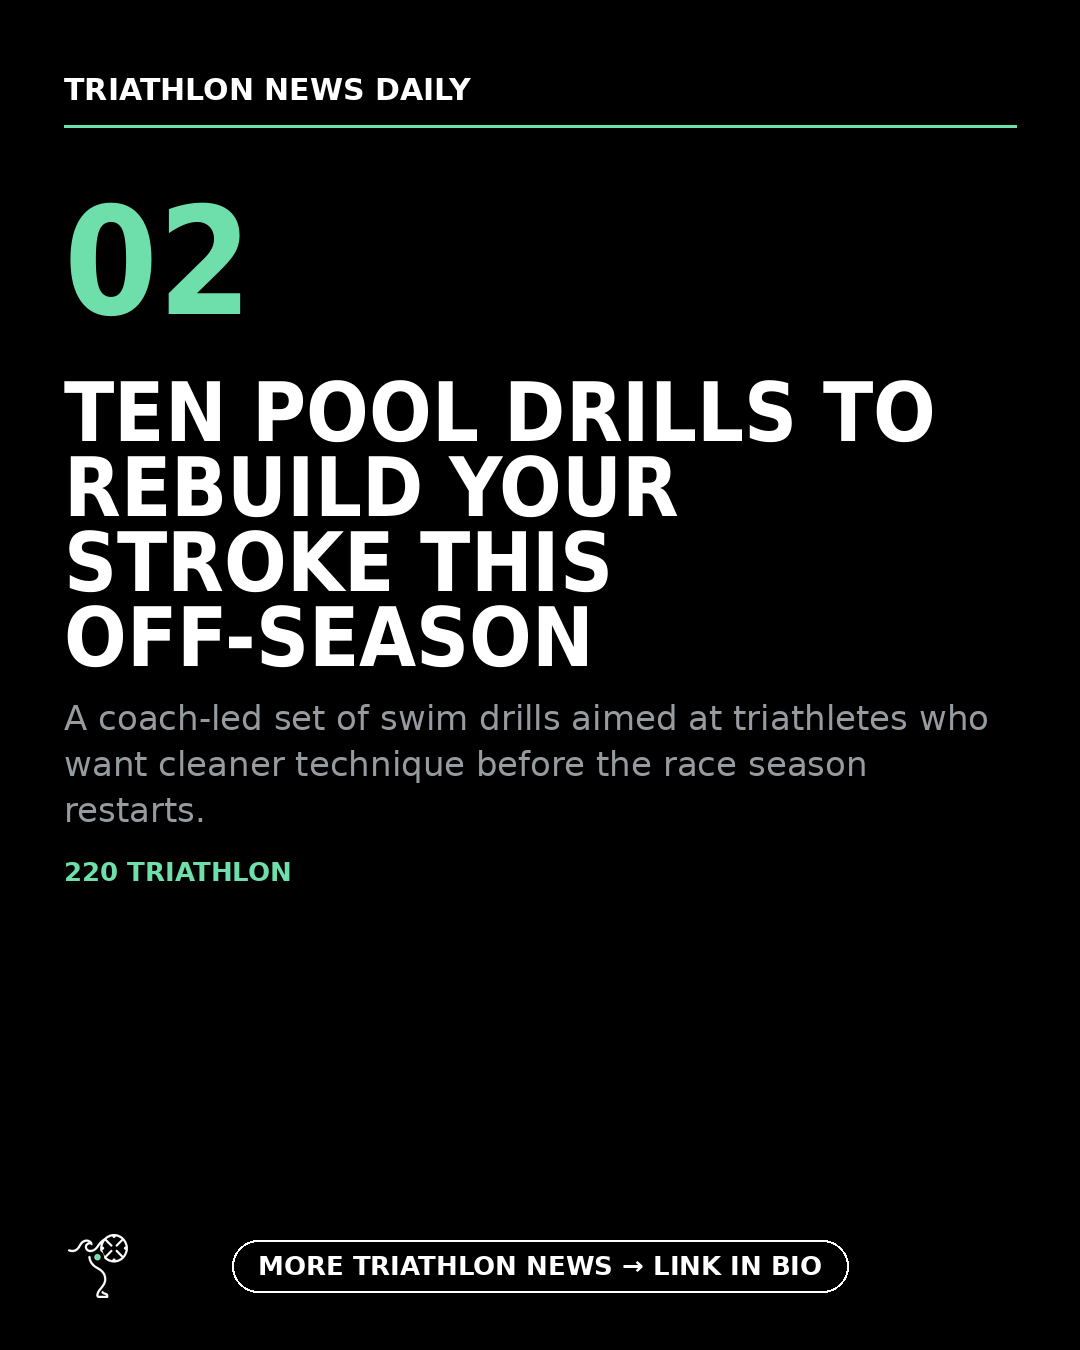 TRIATHLON NEWS DAILY
02
TEN POOL DRILLS TO
REBUILD YOUR
STROKE THIS
OFF-SEASON
A coach-led set of swim drills aimed at triathletes who
want cleaner technique before the race season
restarts.
220 TRIATHLON
MORE TRIATHLON NEWS → LINK IN BIO